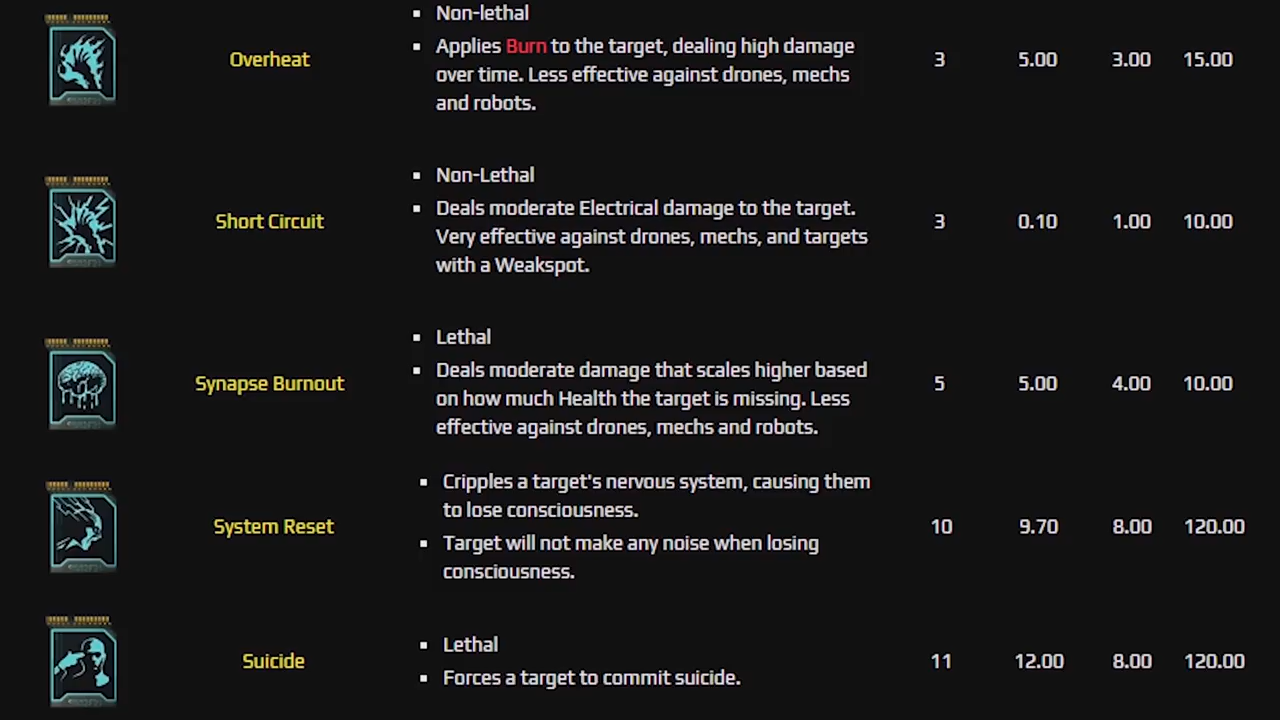 Non-lethal
Overheat
Applies Burn to the target, dealing high damage
over time. Less effective against drones, mechs
and robots.
3 5.00 3.00 15.00
Non-Lethal
Short Circuit
Deals moderate Electrical damage to the target.
Very effective against drones, mechs, and targets
with a Weakspot.
3 0.10 1.00 10.00
Lethal
Synapse Burnout
Deals moderate damage that scales higher based
on how much Health the target is missing. Less
effective against drones, mechs and robots.
5 5.00 4.00 10.00
System Reset
Cripples a target's nervous system, causing them
to lose consciousness.
Target will not make any noise when losing
consciousness.
10 9.70 8.00 120.00
Suicide
Lethal
Forces a target to commit suicide.
11 12.00 8.00 120.00